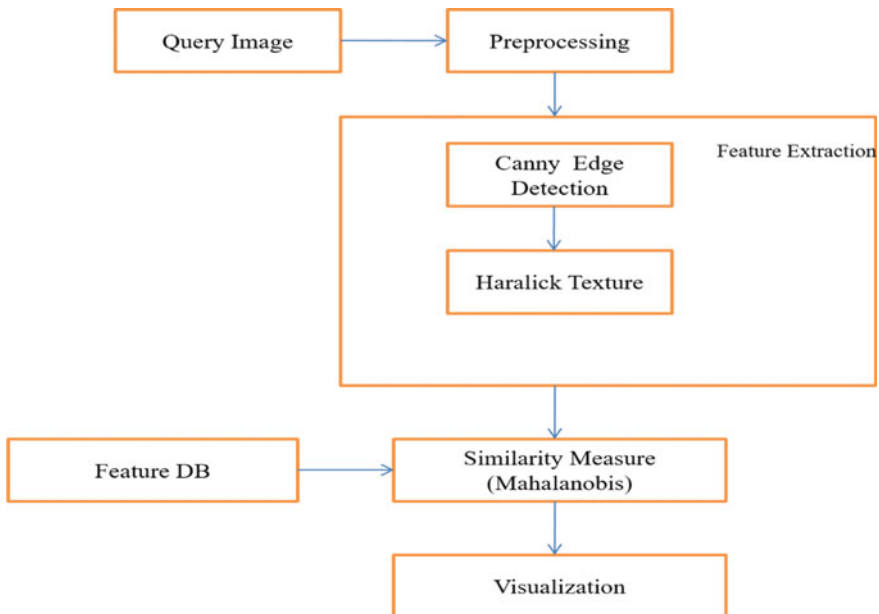 Query Image
Preprocessing
Feature Extraction
Canny Edge
Detection
Haralick Texture
Feature DB
Similarity Measure
(Mahalanobis)
Visualization